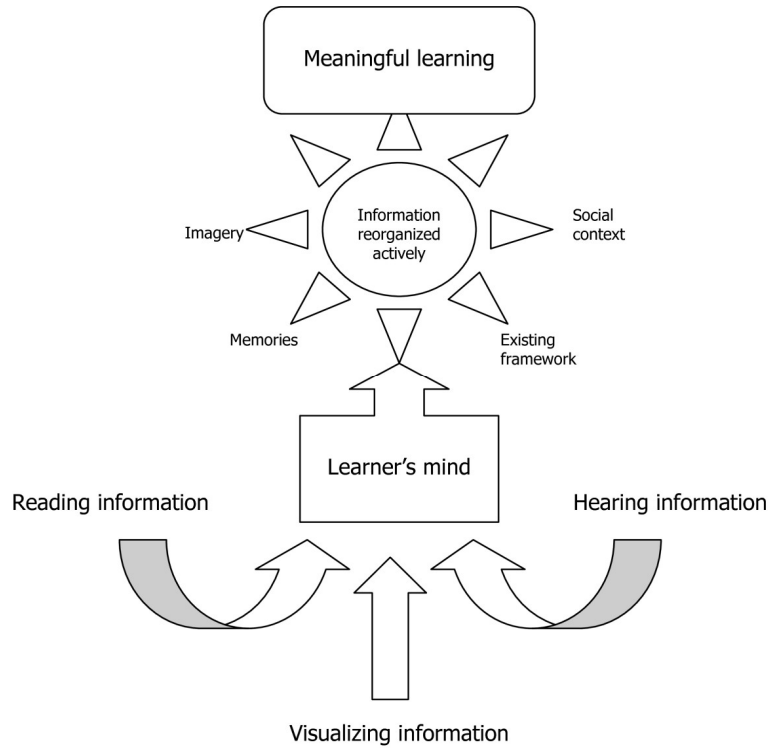 Meaningful learning
Information
reorganized
actively
Imagery
Social
context
Memories
Existing
framework
Learner’s mind
Reading information
Hearing information
Visualizing information